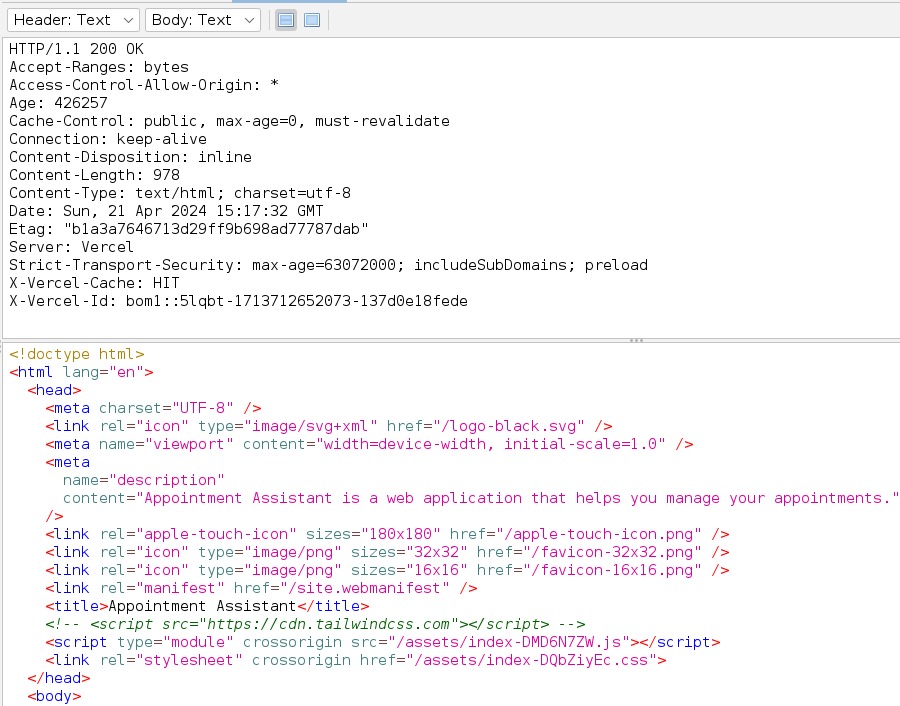 Header: Text Body: Text
HTTP/1.1 200 OK
Accept-Ranges: bytes
Access-Control-Allow-Origin: *
Age: 426257
Cache-Control: public, max-age=0, must-revalidate
Connection: keep-alive
Content-Disposition: inline
Content-Length: 978
Content-Type: text/html; charset=utf-8
Date: Sun, 21 Apr 2024 15:17:32 GMT
Etag: "b1a3a7646713d29ff9b698ad77787dab"
Server: Vercel
Strict-Transport-Security: max-age=63072000; includeSubDomains; preload
X-Vercel-Cache: HIT
X-Vercel-Id: bom1::5lqbt-1713712652073-137d0e18fede
<!doctype html>
<html lang="en">
<head>
<meta charset="UTF-8" />
<link rel="icon" type="image/svg+xml" href="/logo-black.svg" />
<meta name="viewport" content="width=device-width, initial-scale=1.0" />
<meta
name="description"
content="Appointment Assistant is a web application that helps you manage your appointments."
/>
<link rel="apple-touch-icon" sizes="180x180" href="/apple-touch-icon.png" />
<link rel="icon" type="image/png" sizes="32x32" href="/favicon-32x32.png" />
<link rel="icon" type="image/png" sizes="16x16" href="/favicon-16x16.png" />
<link rel="manifest" href="/site.webmanifest" />
<title>Appointment Assistant</title>
<!-- <script src="https://cdn.tailwindcss.com"></script> -->
<script type="module" crossorigin src="/assets/index-DMD6N7ZW.js"></script>
<link rel="stylesheet" crossorigin href="/assets/index-DQbZiyEc.css">
</head>
<body>